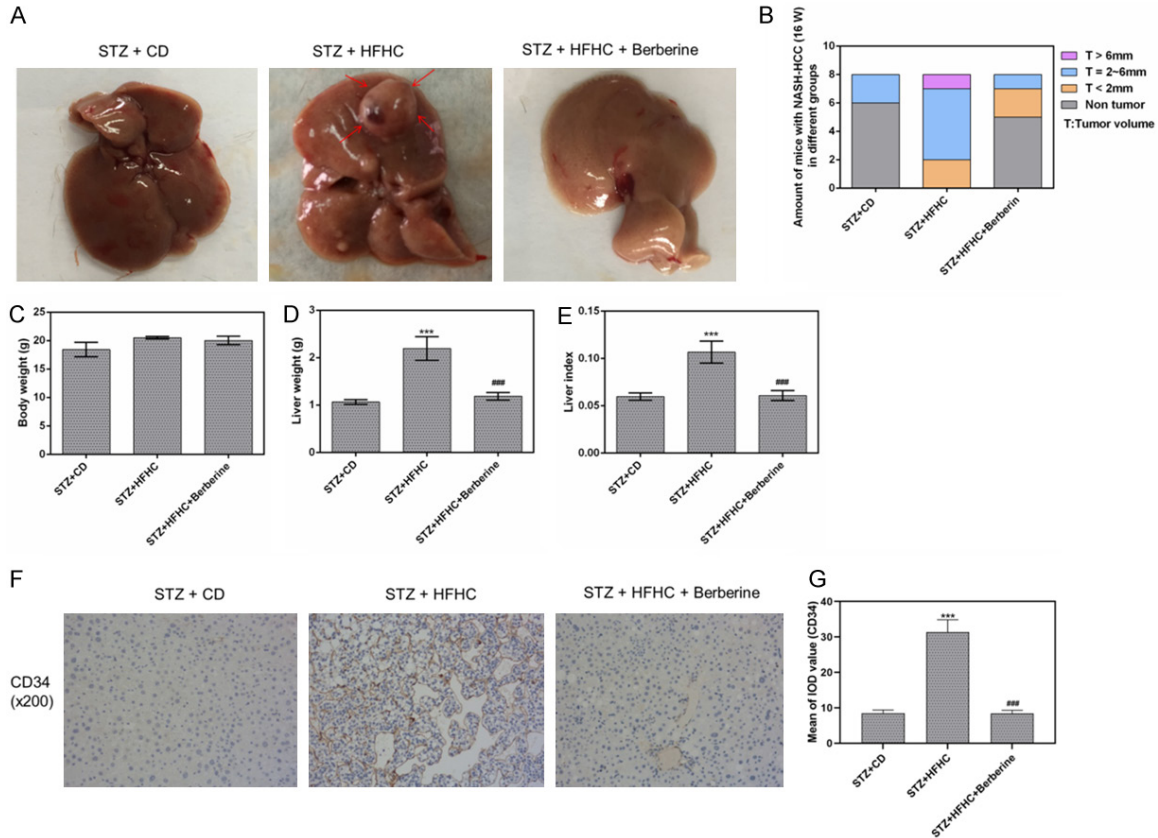 A
STZ + CD
STZ + HFHC
STZ + HFHC + Berberine
B
Amount of mice with NASH-HCC (16 W)
in different groups
10
8
6
4
2
0
STZ+CD
STZ+HFHC
STZ+HFHC+Berberin
T > 6mm
T = 2~6mm
T < 2mm
Non tumor
T:Tumor volume
C
Body weight (g)
25
20
15
10
5
0
STZ+CD
STZ+HFHC
STZ+HFHC+Berberine
D
Liver weight (g)
3
2
1
0
***
###
STZ+CD
STZ+HFHC
STZ+HFHC+Berberine
E
Liver index
0.15
0.10
0.05
0.00
***
###
STZ+CD
STZ+HFHC
STZ+HFHC+Berberine
F
STZ + CD
STZ + HFHC
STZ + HFHC + Berberine
CD34
(x200)
G
Mean of IOD value (CD34)
40
30
20
10
0
***
###
STZ+CD
STZ+HFHC
STZ+HFHC+Berberine